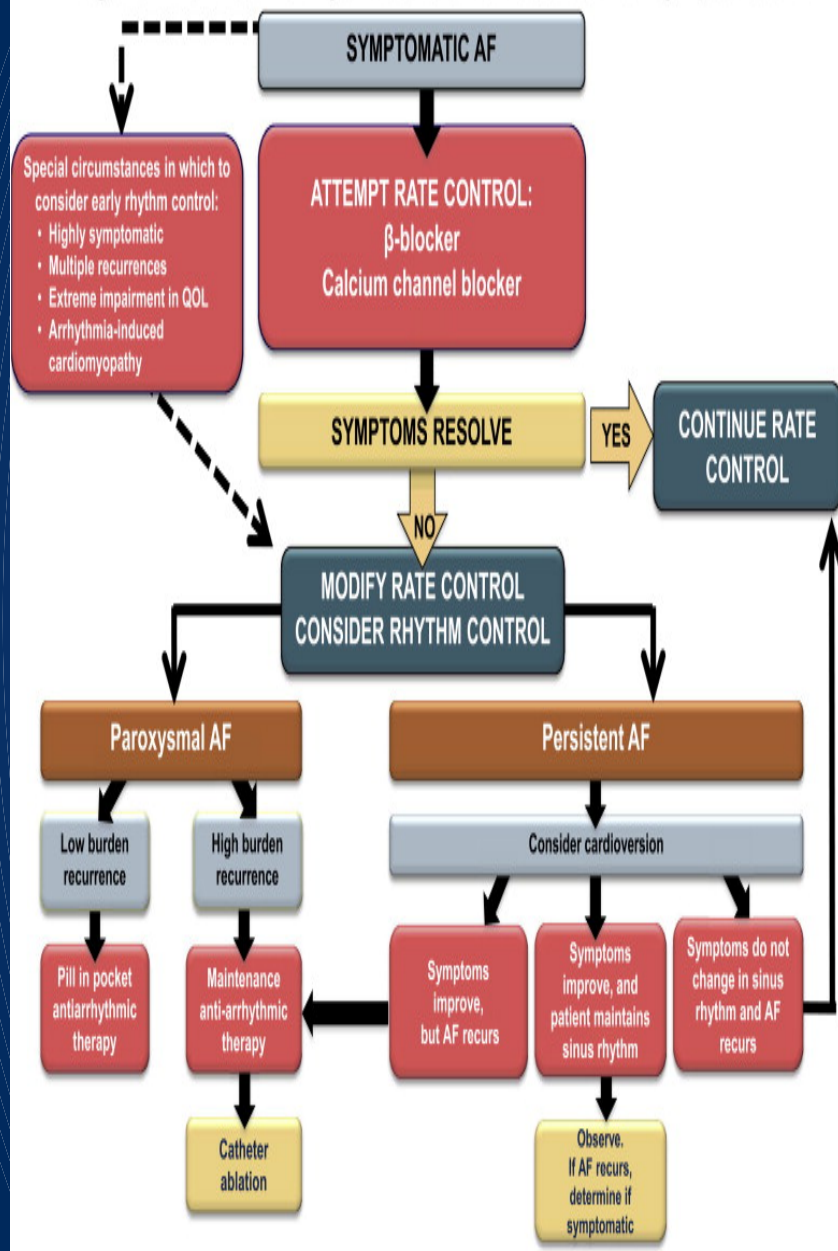 SYMPTOMATIC AF
Special circumstances in which to
consider early rhythm control:
• Highly symptomatic
• Multiple recurrences
• Extreme impairment in QOL
• Arrhythmia-induced
cardiomyopathy
ATTEMPT RATE CONTROL:
β-blocker
Calcium channel blocker
SYMPTOMS RESOLVE
YES
CONTINUE RATE
CONTROL
NO
MODIFY RATE CONTROL
CONSIDER RHYTHM CONTROL
Paroxysmal AF
Persistent AF
Low burden
recurrence
High burden
recurrence
Consider cardioversion
Pill in pocket
antiarrhythmic
therapy
Maintenance
anti-arrhythmic
therapy
Symptoms
improve,
but AF recurs
Symptoms
improve, and
patient maintains
sinus rhythm
Symptoms do not
change in sinus
rhythm and AF
recurs
Catheter
ablation
Observe.
If AF recurs,
determine if
symptomatic